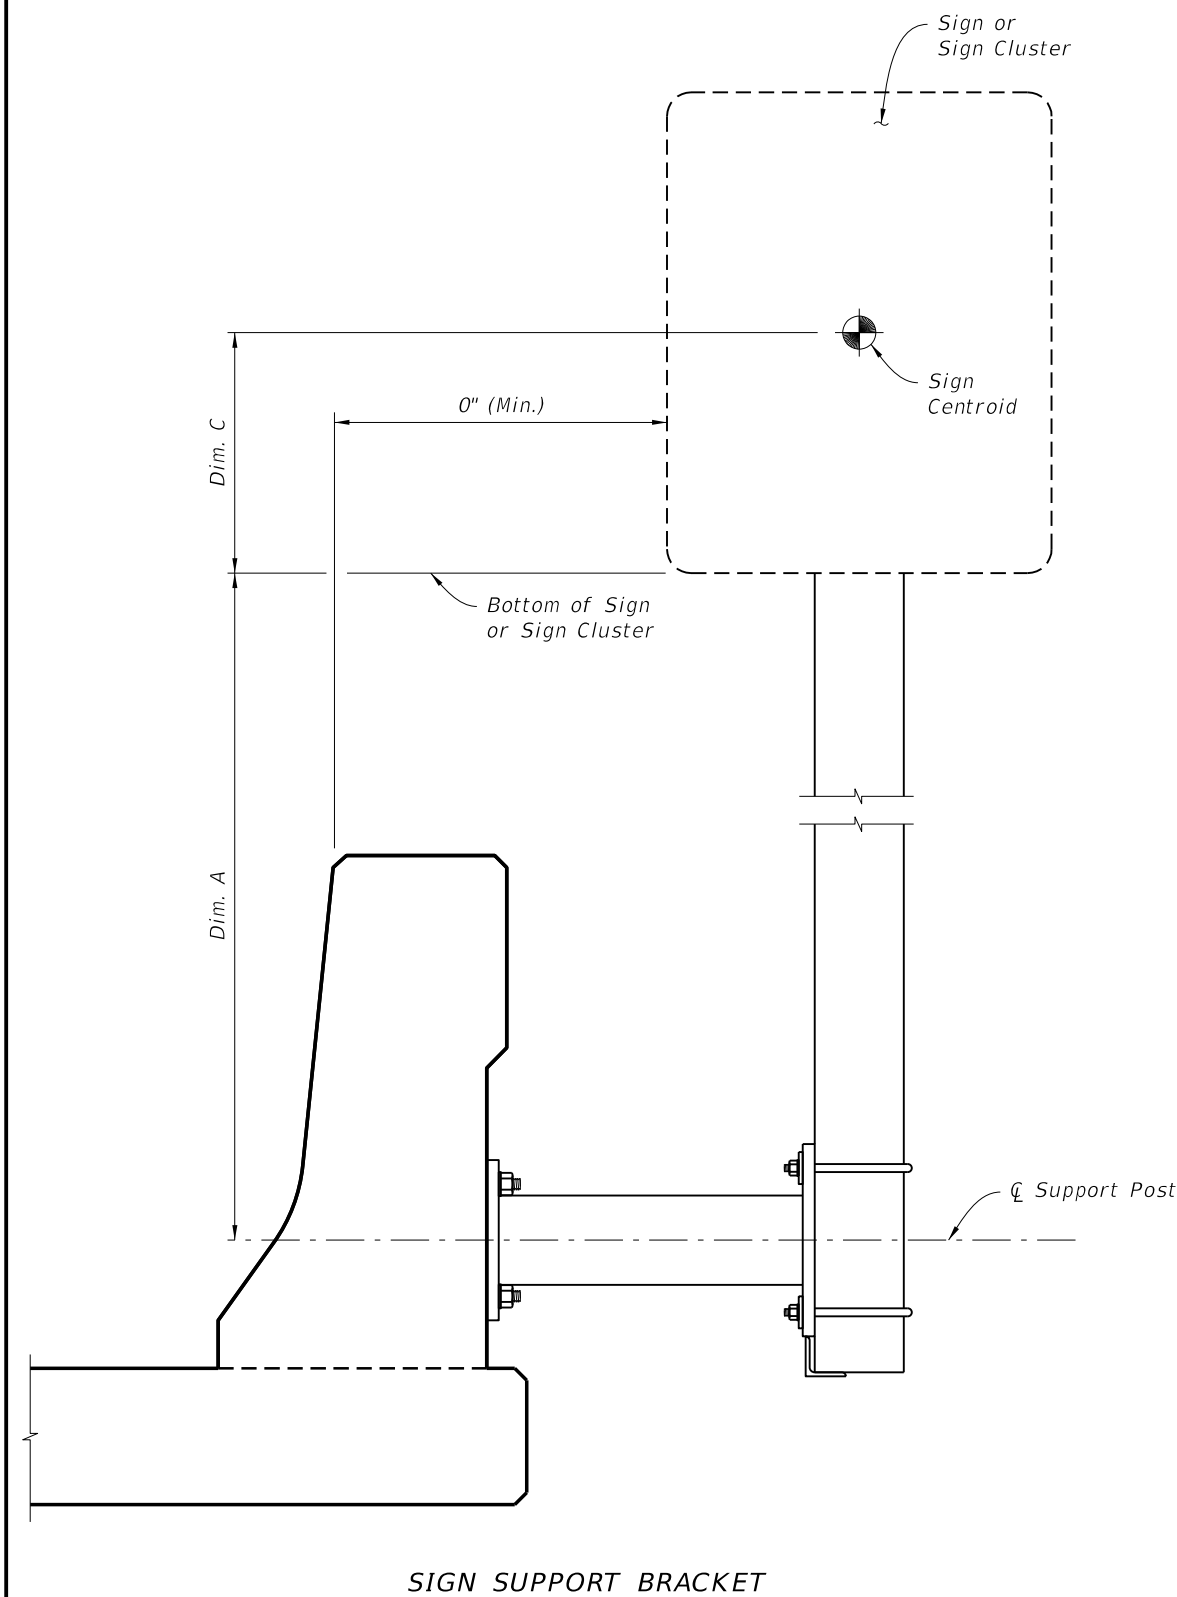 Sign or
Sign Cluster
Sign
Centroid
0" (Min.)
Dim. C
Bottom of Sign
or Sign Cluster
Dim. A
℄ Support Post
SIGN SUPPORT BRACKET